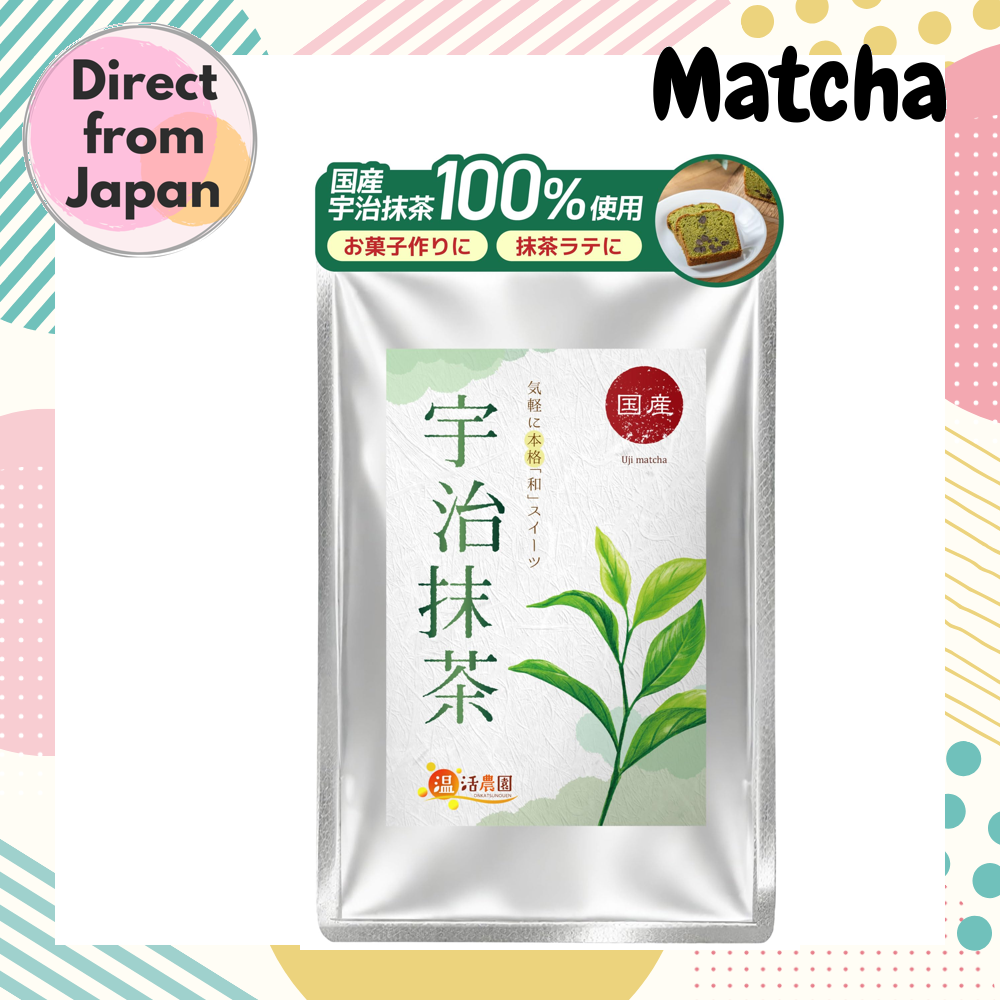 Direct
from
Japan
Matcha
国産
宇治抹茶100%使用
お菓子作りに
抹茶ラテに
宇治抹茶
気軽に本格「和」スイーツ
国産
Uji matcha
温活農園
ONKATSUNOUEN